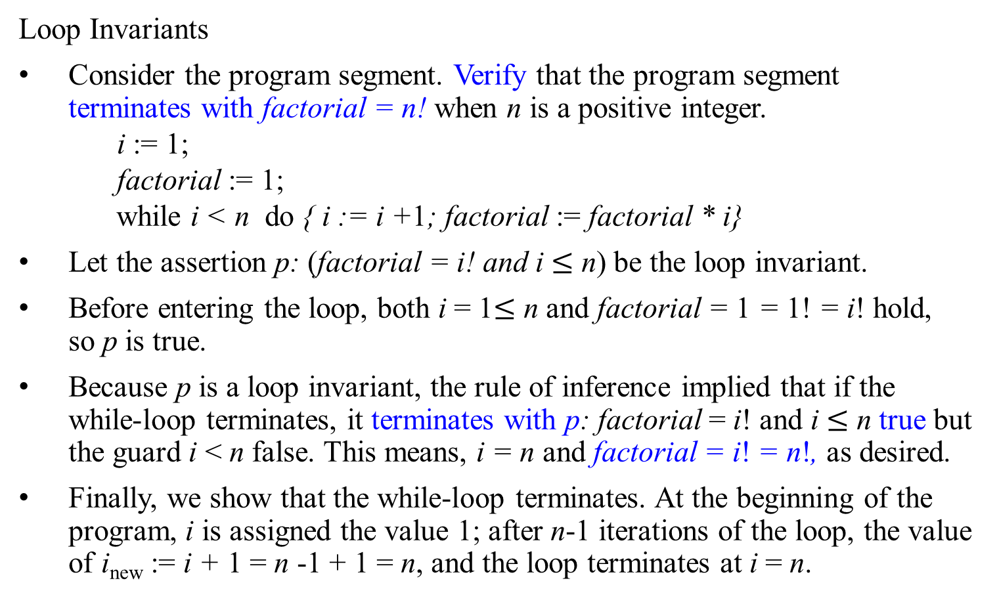 Loop Invariants
• Consider the program segment. Verify that the program segment
terminates with factorial = n! when n is a positive integer.
i := 1;
factorial := 1;
while i < n do { i := i +1; factorial := factorial * i}
• Let the assertion p: (factorial = i! and i ≤ n) be the loop invariant.
• Before entering the loop, both i = 1≤ n and factorial = 1 = 1! = i! hold,
so p is true.
• Because p is a loop invariant, the rule of inference implied that if the
while-loop terminates, it terminates with p: factorial = i! and i ≤ n true but
the guard i < n false. This means, i = n and factorial = i! = n!, as desired.
• Finally, we show that the while-loop terminates. At the beginning of the
program, i is assigned the value 1; after n-1 iterations of the loop, the value
of i_new := i + 1 = n -1 + 1 = n, and the loop terminates at i = n.